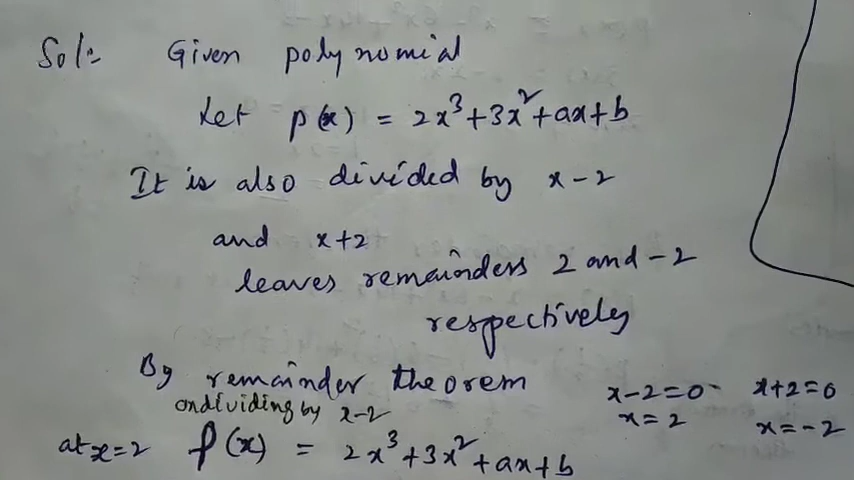 Sol:- Given polynomial
Let p(x) = 2x³+3x²+ax+b
It is also divided by x-2
and x+2
leaves remainders 2 and -2
respectively
By remainder theorem
on dividing by x-2
x-2=0 x+2=0
x=2 x=-2
at x=2 p(x) = 2x³+3x²+ax+b